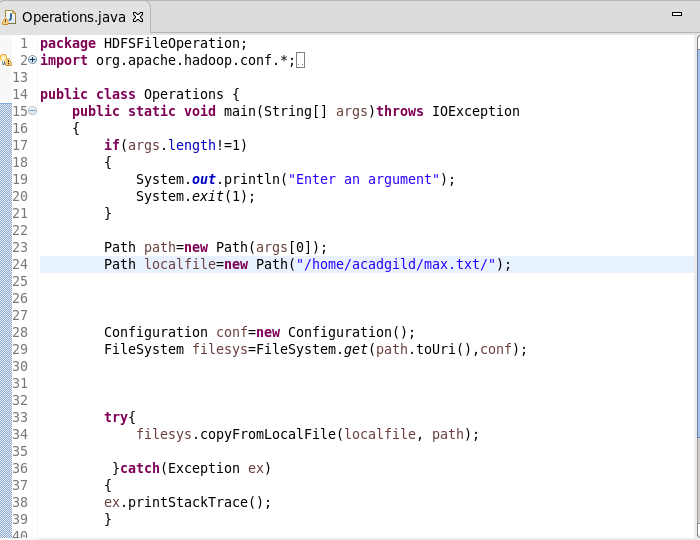 Operations.java
1 package HDFSFileOperation;
2 import org.apache.hadoop.conf.*;
13
14 public class Operations {
15 public static void main(String[] args)throws IOException
16 {
17 if(args.length!=1)
18 {
19 System.out.println("Enter an argument");
20 System.exit(1);
21 }
22
23 Path path=new Path(args[0]);
24 Path localfile=new Path("/home/acadgild/max.txt/");
25
26
27
28 Configuration conf=new Configuration();
29 FileSystem filesys=FileSystem.get(path.toUri(),conf);
30
31
32
33 try{
34 filesys.copyFromLocalFile(localfile, path);
35
36 }catch(Exception ex)
37 {
38 ex.printStackTrace();
39 }
40